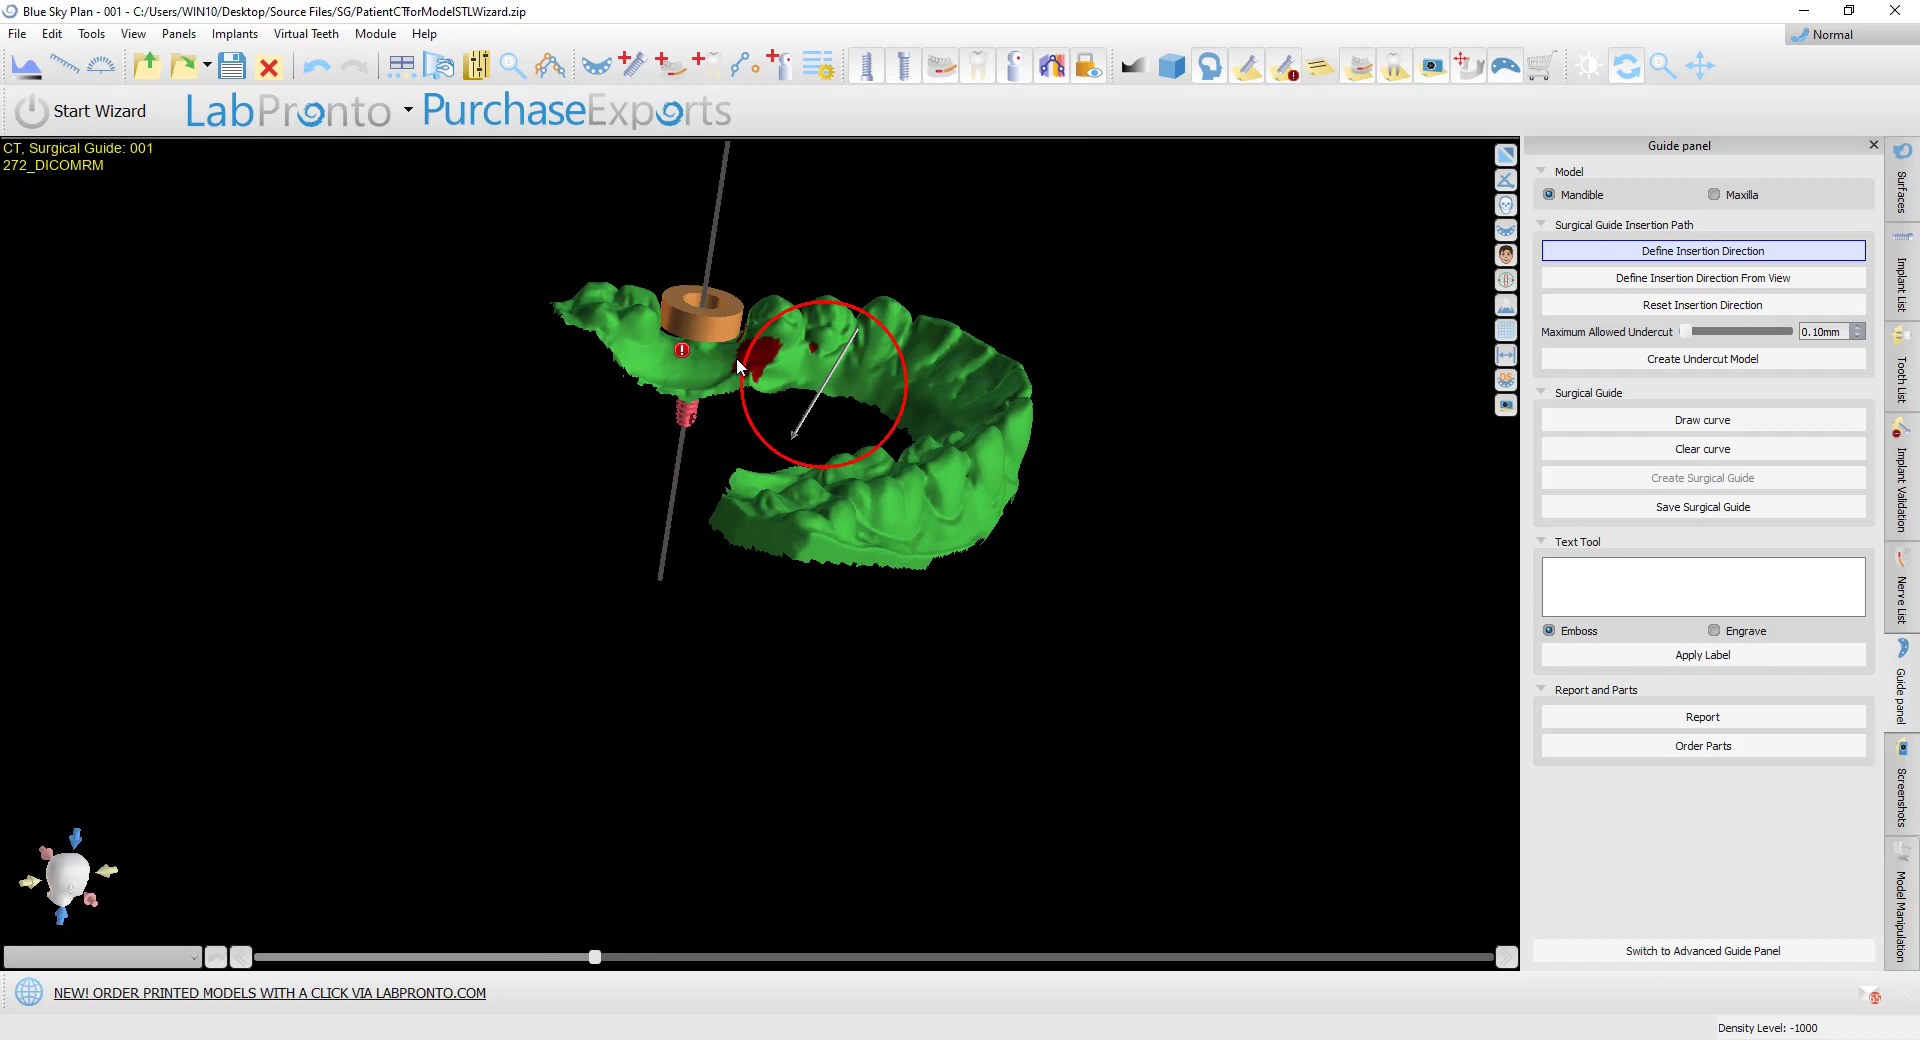 Blue Sky Plan - 001 - C:/Users/WIN10/Desktop/Source Files/SG/PatientCTforModelSTLWizard.zip
File Edit Tools View Panels Implants Virtual Teeth Module Help
Normal
Start Wizard LabPronto PurchaseExports
CT, Surgical Guide: 001
272_DICOMRM
Guide panel
Model
Mandible Maxilla
Surgical Guide Insertion Path
Define Insertion Direction
Define Insertion Direction From View
Reset Insertion Direction
Maximum Allowed Undercut 0.10mm
Create Undercut Model
Surgical Guide
Draw curve
Clear curve
Create Surgical Guide
Save Surgical Guide
Text Tool
Emboss Engrave
Apply Label
Report and Parts
Report
Order Parts
Switch to Advanced Guide Panel
Surfaces
Implant List
Tooth List
Implant Validation
Nerve List
Guide panel
Screenshots
Model Manipulation
DS
NEW! ORDER PRINTED MODELS WITH A CLICK VIA LABPRONTO.COM
65
Density Level: -1000